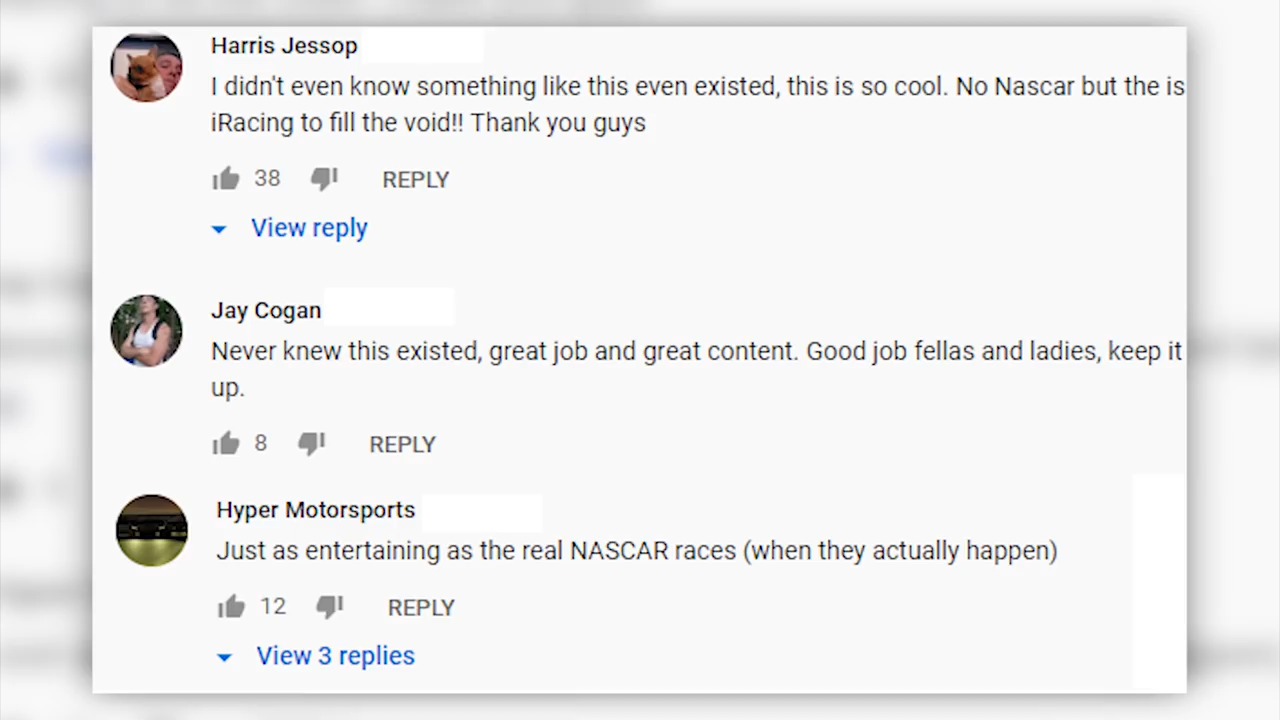 Harris Jessop
I didn't even know something like this even existed, this is so cool. No Nascar but the is
iRacing to fill the void!! Thank you guys
38 REPLY
View reply
Jay Cogan
Never knew this existed, great job and great content. Good job fellas and ladies, keep it
up.
8 REPLY
Hyper Motorsports
Just as entertaining as the real NASCAR races (when they actually happen)
12 REPLY
View 3 replies